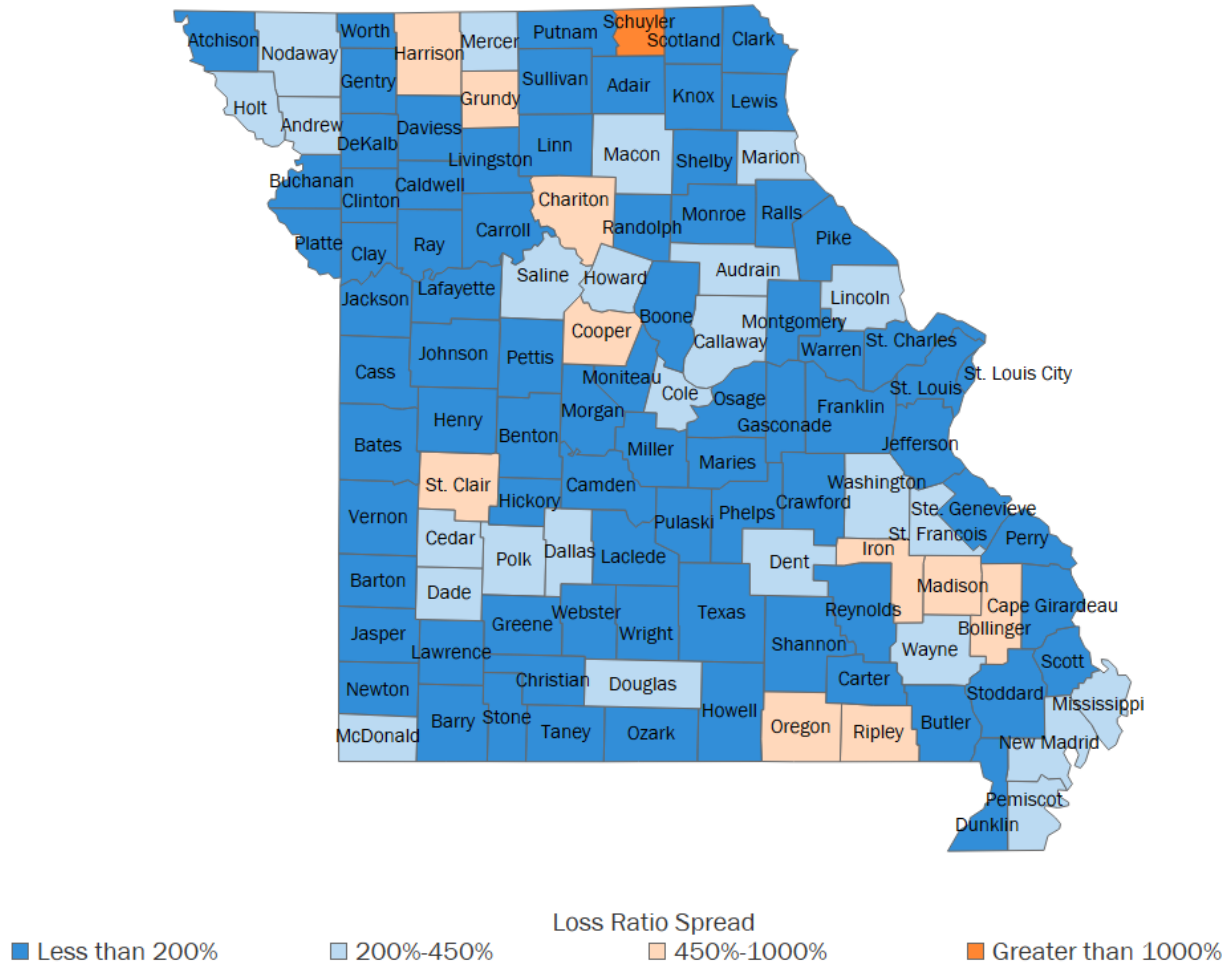 Schuyler
Atchison
Nodaway
Worth
Harrison
Mercer
Putnam
Scotland
Clark
Gentry
Grundy
Sullivan
Adair
Knox
Lewis
Holt
Andrew
DeKalb
Daviess
Livingston
Linn
Macon
Shelby
Marion
Buchanan
Clinton
Caldwell
Chariton
Randolph
Monroe
Ralls
Pike
Platte
Clay
Ray
Carroll
Saline
Howard
Audrain
Lincoln
Jackson
Lafayette
Cooper
Boone
Callaway
Montgomery
Warren
St. Charles
Cass
Johnson
Pettis
Moniteau
Cole
Osage
Gasconade
Franklin
St. Louis
St. Louis City
Bates
Henry
Benton
Morgan
Miller
Maries
Jefferson
St. Clair
Hickory
Camden
Pulaski
Phelps
Crawford
Washington
Ste. Genevieve
St. Francois
Perry
Vernon
Cedar
Polk
Dallas
Laclede
Dent
Iron
Madison
Cape Girardeau
Bollinger
Barton
Dade
Greene
Webster
Wright
Texas
Shannon
Reynolds
Wayne
Scott
Jasper
Lawrence
Christian
Douglas
Howell
Carter
Stoddard
Mississippi
Newton
McDonald
Barry
Stone
Taney
Ozark
Oregon
Ripley
Butler
New Madrid
Pemiscot
Dunklin
Loss Ratio Spread
Less than 200%
200%-450%
450%-1000%
Greater than 1000%